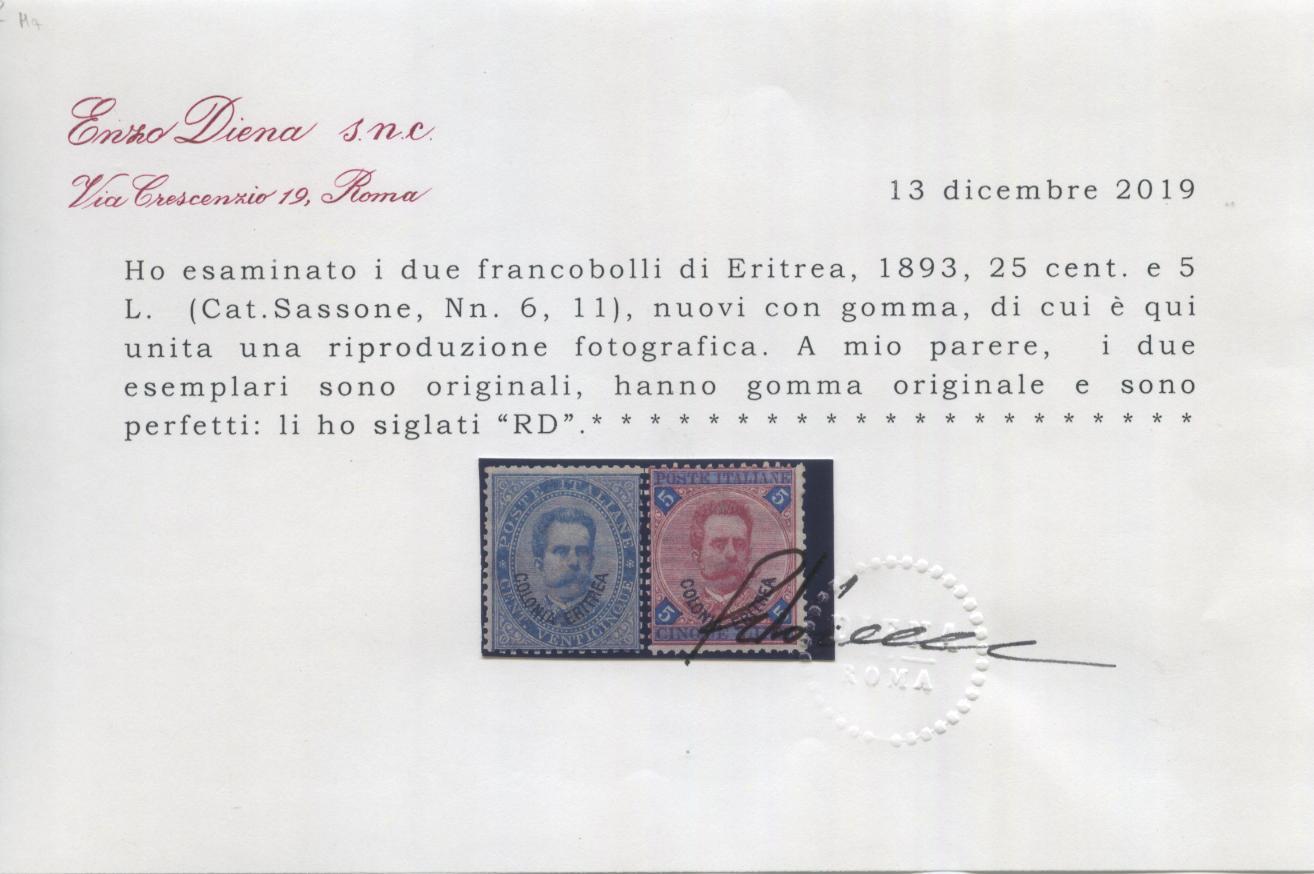 Enzo Diena s.n.c.
Via Crescenzio 19, Roma
13 dicembre 2019
Ho esaminato i due francobolli di Eritrea, 1893, 25 cent. e 5
L. (Cat.Sassone, Nn. 6, 11), nuovi con gomma, di cui è qui
unita una riproduzione fotografica. A mio parere, i due
esemplari sono originali, hanno gomma originale e sono
perfetti: li ho siglati “RD”.* * * * * * * * * * * * * * * * * * * * *
POSTE ITALIANE
COLONIA ERITREA
CENT. VENTICINQUE
POSTE ITALIANE
5 5
COLONIA ERITREA
5 5
CINQUE LIRE
ROMA